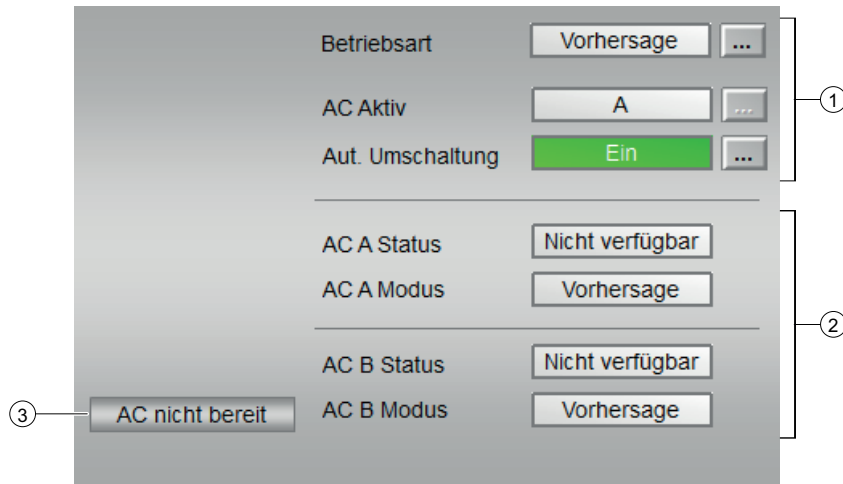 Betriebsart Vorhersage ...
AC Aktiv A ...
Aut. Umschaltung Ein ...
1
AC A Status Nicht verfügbar
AC A Modus Vorhersage
2
AC B Status Nicht verfügbar
AC B Modus Vorhersage
3 AC nicht bereit